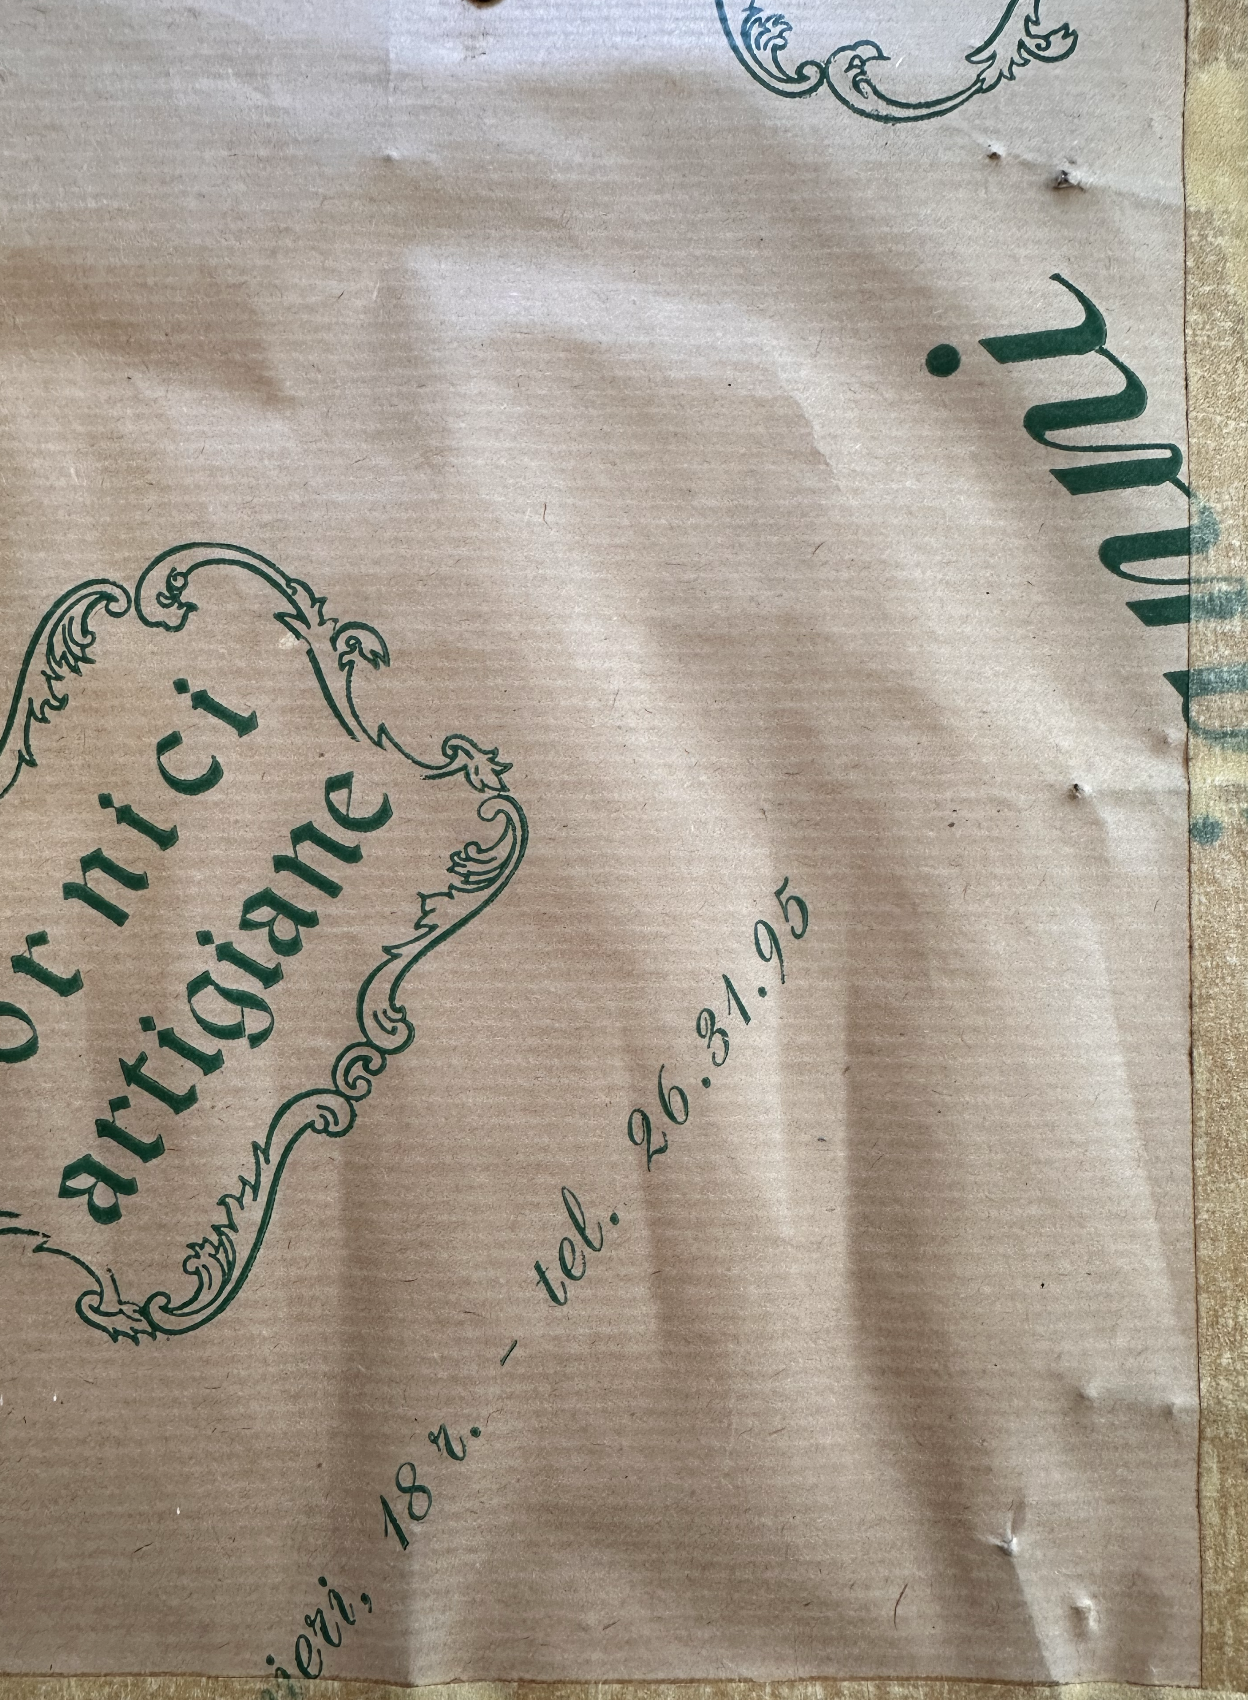 ornici
artigiane
ieri, 18 r. - tel. 26.31.95